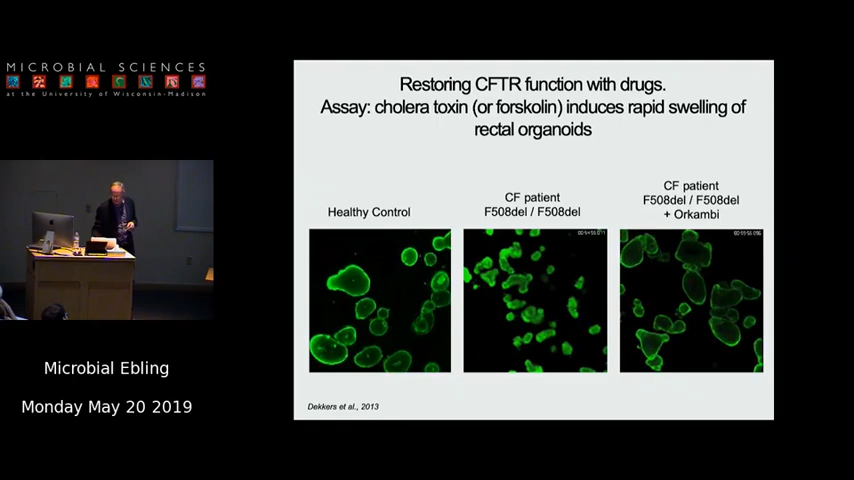 MICROBIAL SCIENCES
at the University of Wisconsin-Madison
Microbial Ebling
Monday May 20 2019
Restoring CFTR function with drugs.
Assay: cholera toxin (or forskolin) induces rapid swelling of
rectal organoids
Healthy Control
CF patient
F508del / F508del
CF patient
F508del / F508del
+ Orkambi
Dekkers et al., 2013